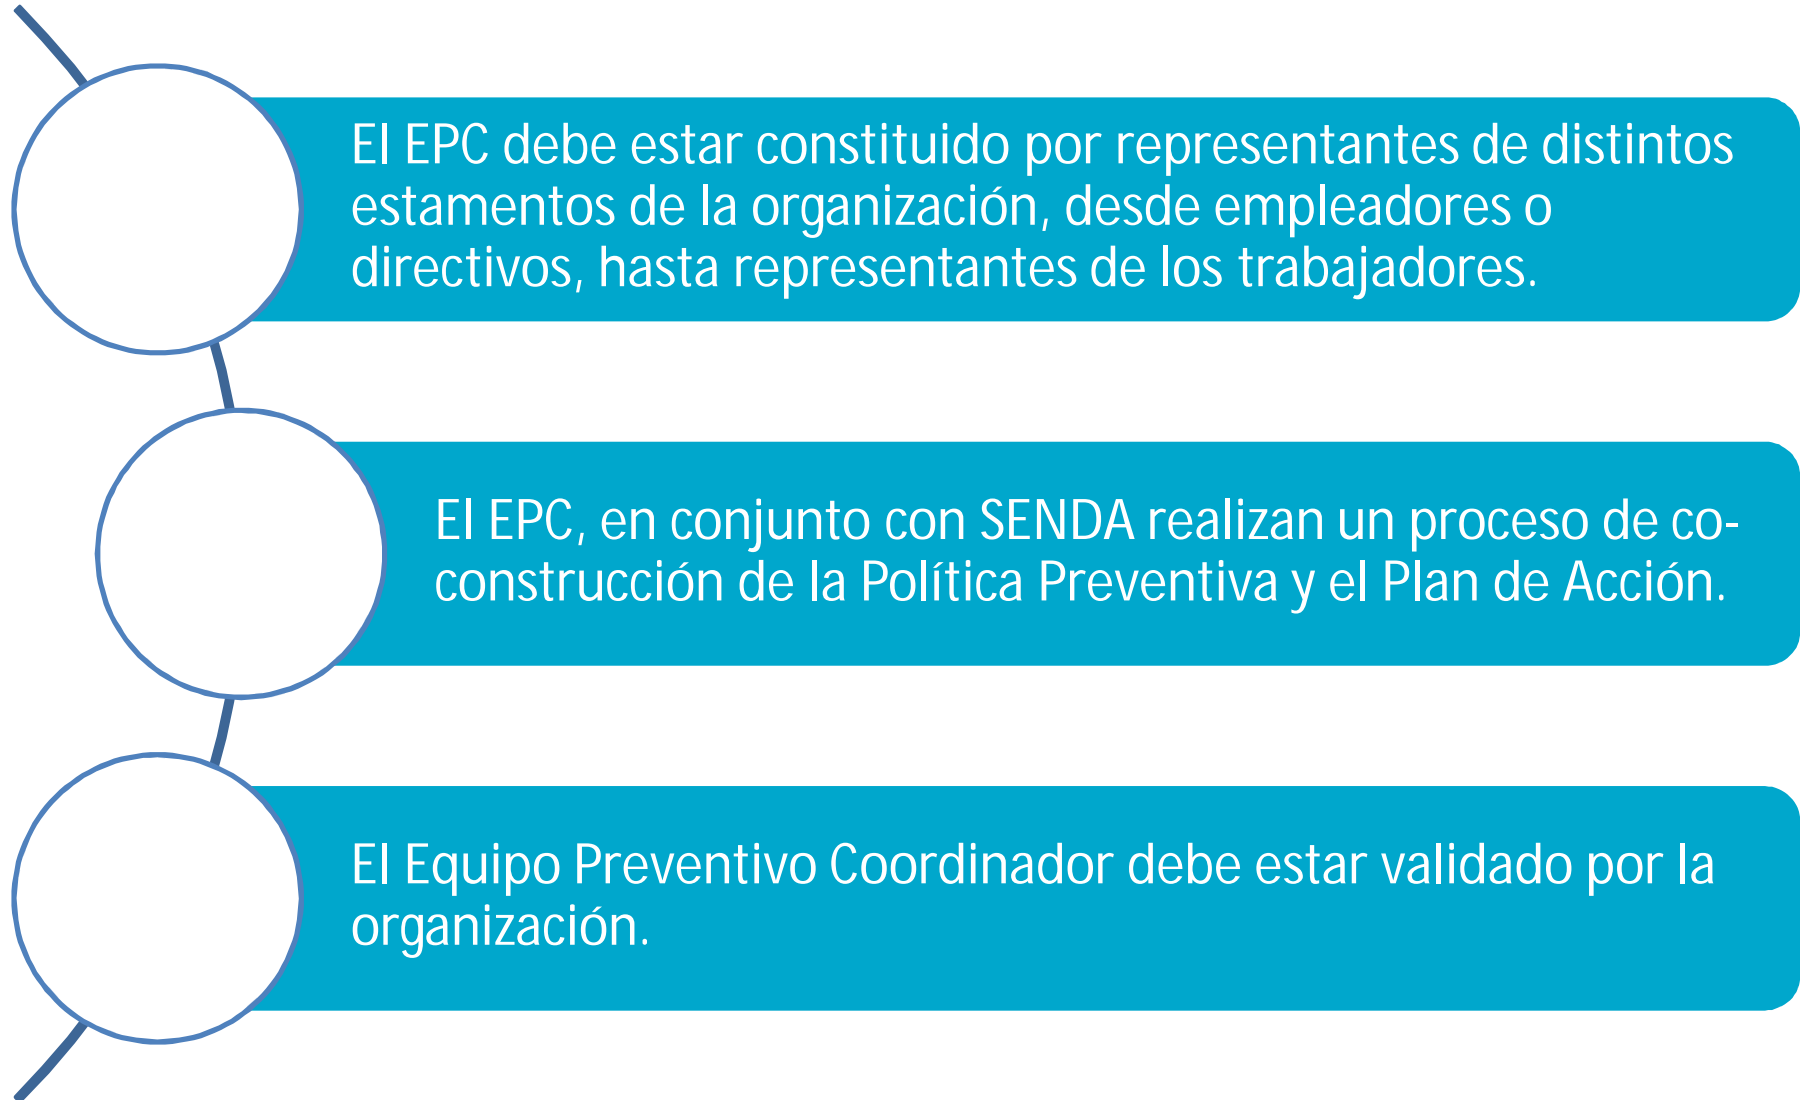 El EPC debe estar constituido por representantes de distintos
estamentos de la organización, desde empleadores o
directivos, hasta representantes de los trabajadores.
El EPC, en conjunto con SENDA realizan un proceso de co-
construcción de la Política Preventiva y el Plan de Acción.
El Equipo Preventivo Coordinador debe estar validado por la
organización.